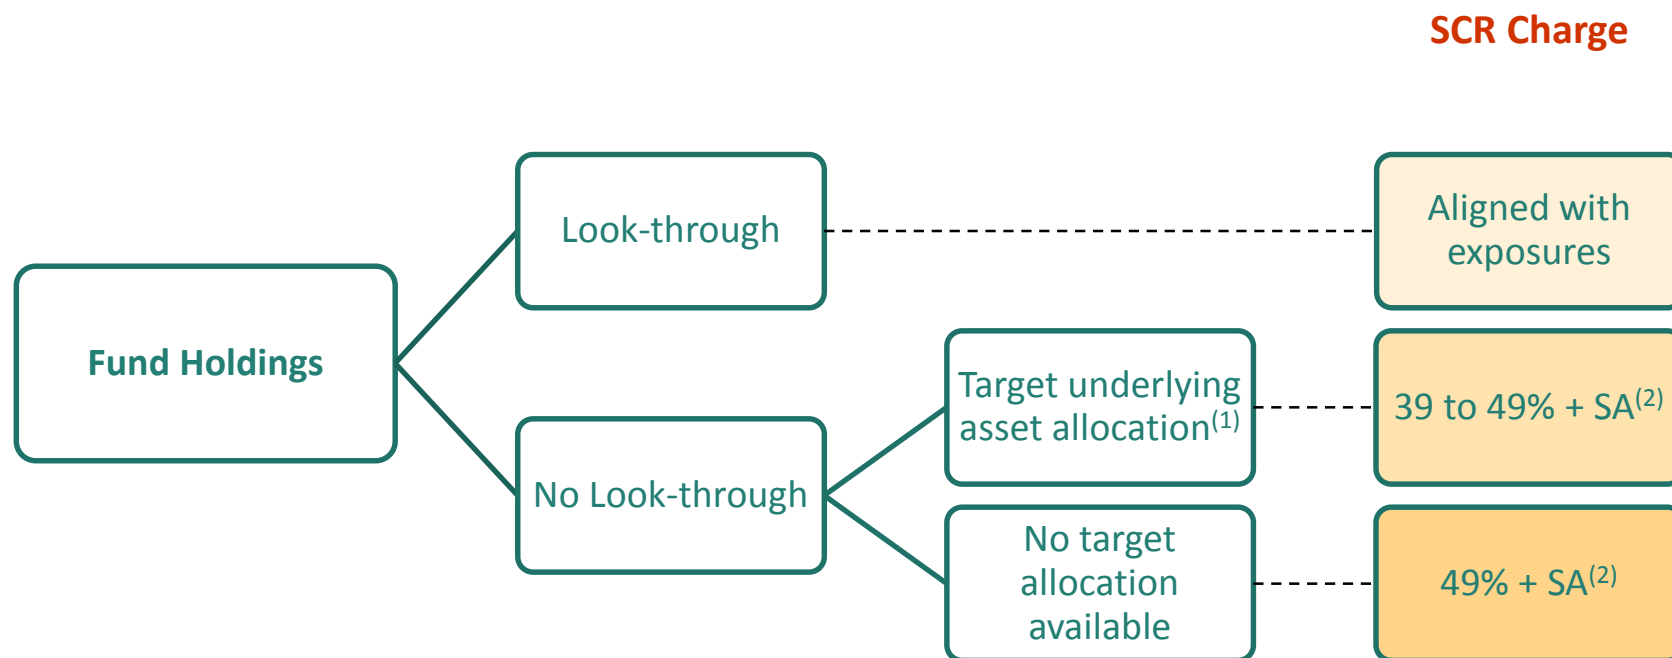 SCR Charge
Look-through
Aligned with
exposures
Fund Holdings
Target underlying
asset allocation(1)
39 to 49% + SA(2)
No Look-through
No target
allocation
available
49% + SA(2)